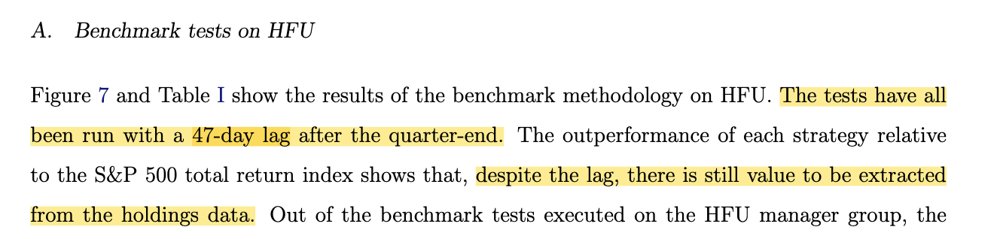 A. Benchmark tests on HFU
Figure 7 and Table I show the results of the benchmark methodology on HFU. The tests have all
been run with a 47-day lag after the quarter-end. The outperformance of each strategy relative
to the S&P 500 total return index shows that, despite the lag, there is still value to be extracted
from the holdings data. Out of the benchmark tests executed on the HFU manager group, the